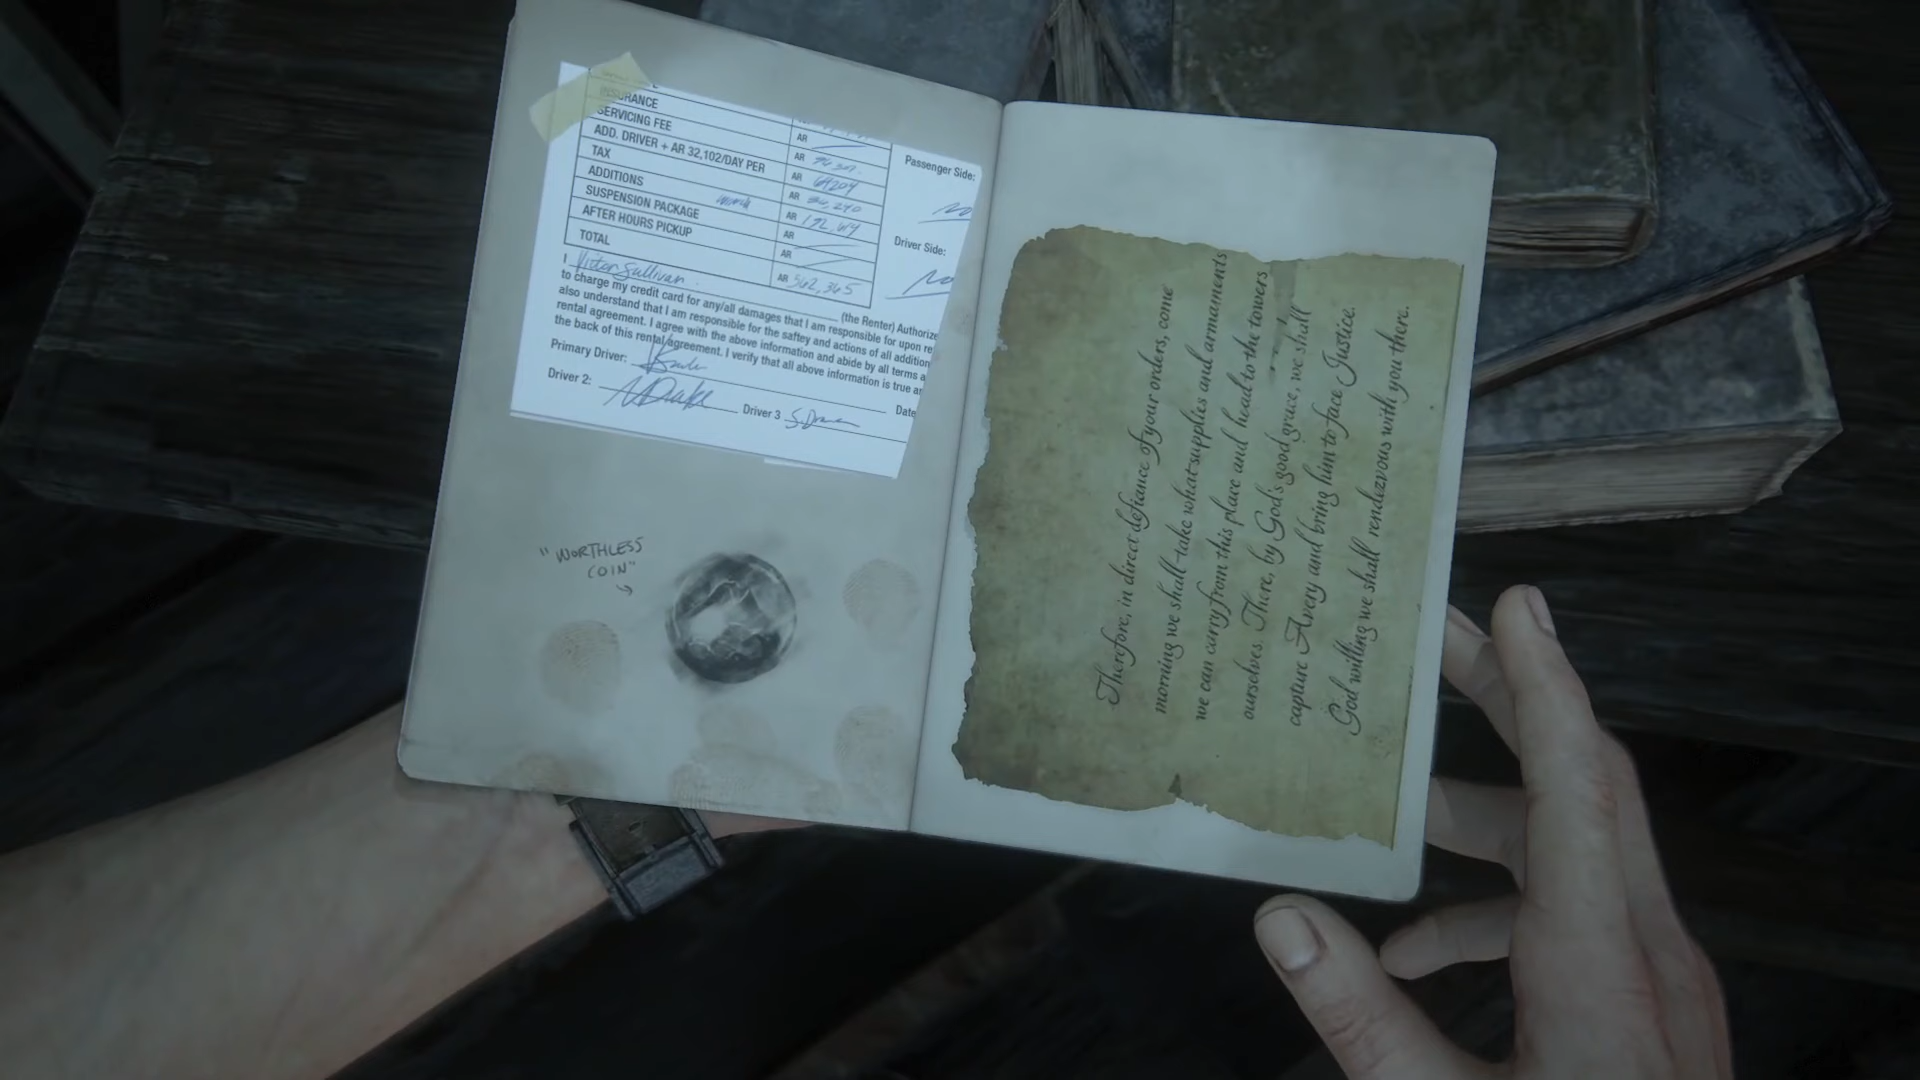 INSURANCE
SERVICING FEE AR
ADD. DRIVER + AR 32,102/DAY PER AR
TAX AR 64204
ADDITIONS AR
SUSPENSION PACKAGE AR
AFTER HOURS PICKUP AR
TOTAL AR 562,365
Passenger Side:
no
Driver Side:
no
I Victor Sullivan (the Renter) Authorize
to charge my credit card for any/all damages that I am responsible for upon re
also understand that I am responsible for the saftey and actions of all addition
rental agreement. I agree with the above information and abide by all terms a
the back of this rental agreement. I verify that all above information is true an
Primary Driver:
Driver 2: NDrake Driver 3 Date
"WORTHLESS
COIN"
Therefore, in direct defiance of your orders, come
morning we shall take what supplies and armaments
we can carry from this place and head to the towers
ourselves. There, by God's good grace, we shall
capture Avery and bring him to face Justice.
God willing we shall rendezvous with you there.